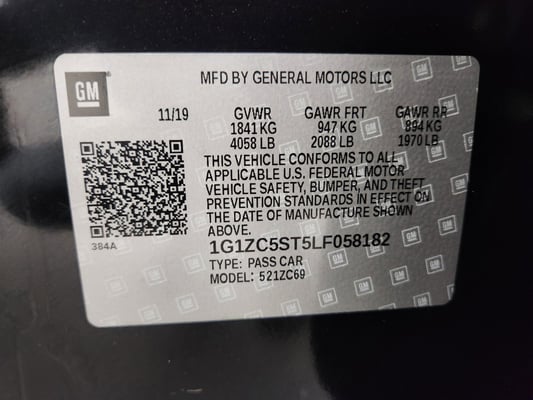 GM
MFD BY GENERAL MOTORS LLC
11/19 GVWR GAWR FRT GAWR RR
1841 KG 947 KG 894 KG
4058 LB 2088 LB 1970 LB
THIS VEHICLE CONFORMS TO ALL
APPLICABLE U.S. FEDERAL MOTOR
VEHICLE SAFETY, BUMPER, AND THEFT
PREVENTION STANDARDS IN EFFECT ON
THE DATE OF MANUFACTURE SHOWN
ABOVE.
384A
1G1ZC5ST5LF058182
TYPE: PASS CAR
MODEL: 521ZC69